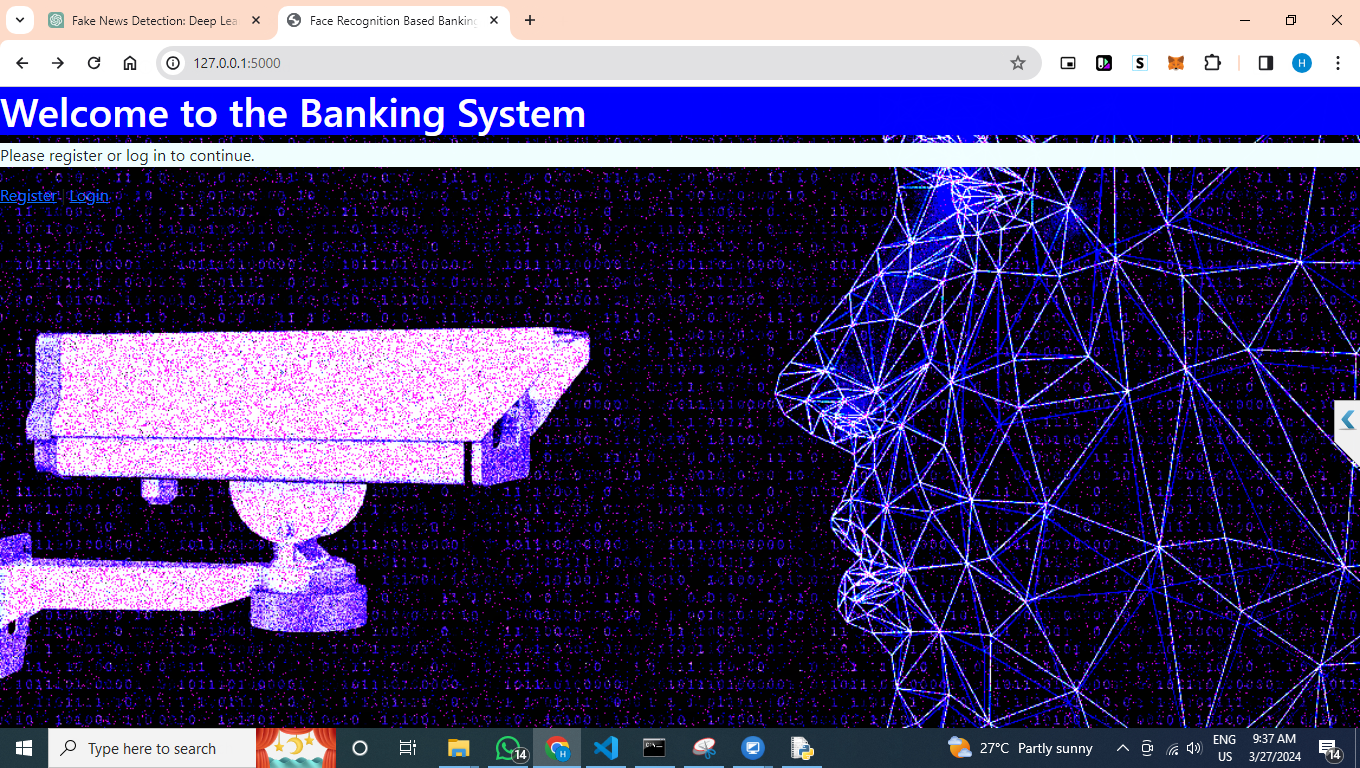 Fake News Detection: Deep Lea
Face Recognition Based Banking
127.0.0.1:5000
S
H
Welcome to the Banking System
Please register or log in to continue.
Register Login
Type here to search
14
H
27°C Partly sunny
ENG
US
9:37 AM
3/27/2024
14